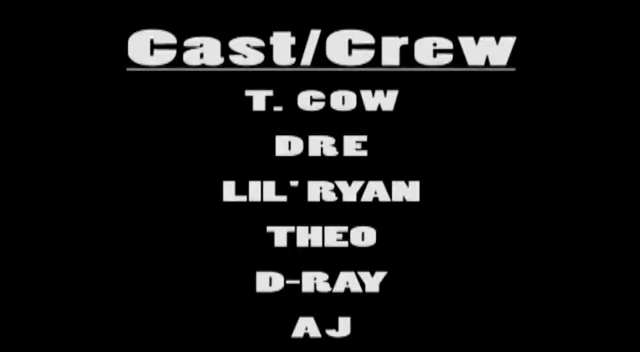 Cast/Crew
T. COW
DRE
LIL' RYAN
THEO
D-RAY
AJ